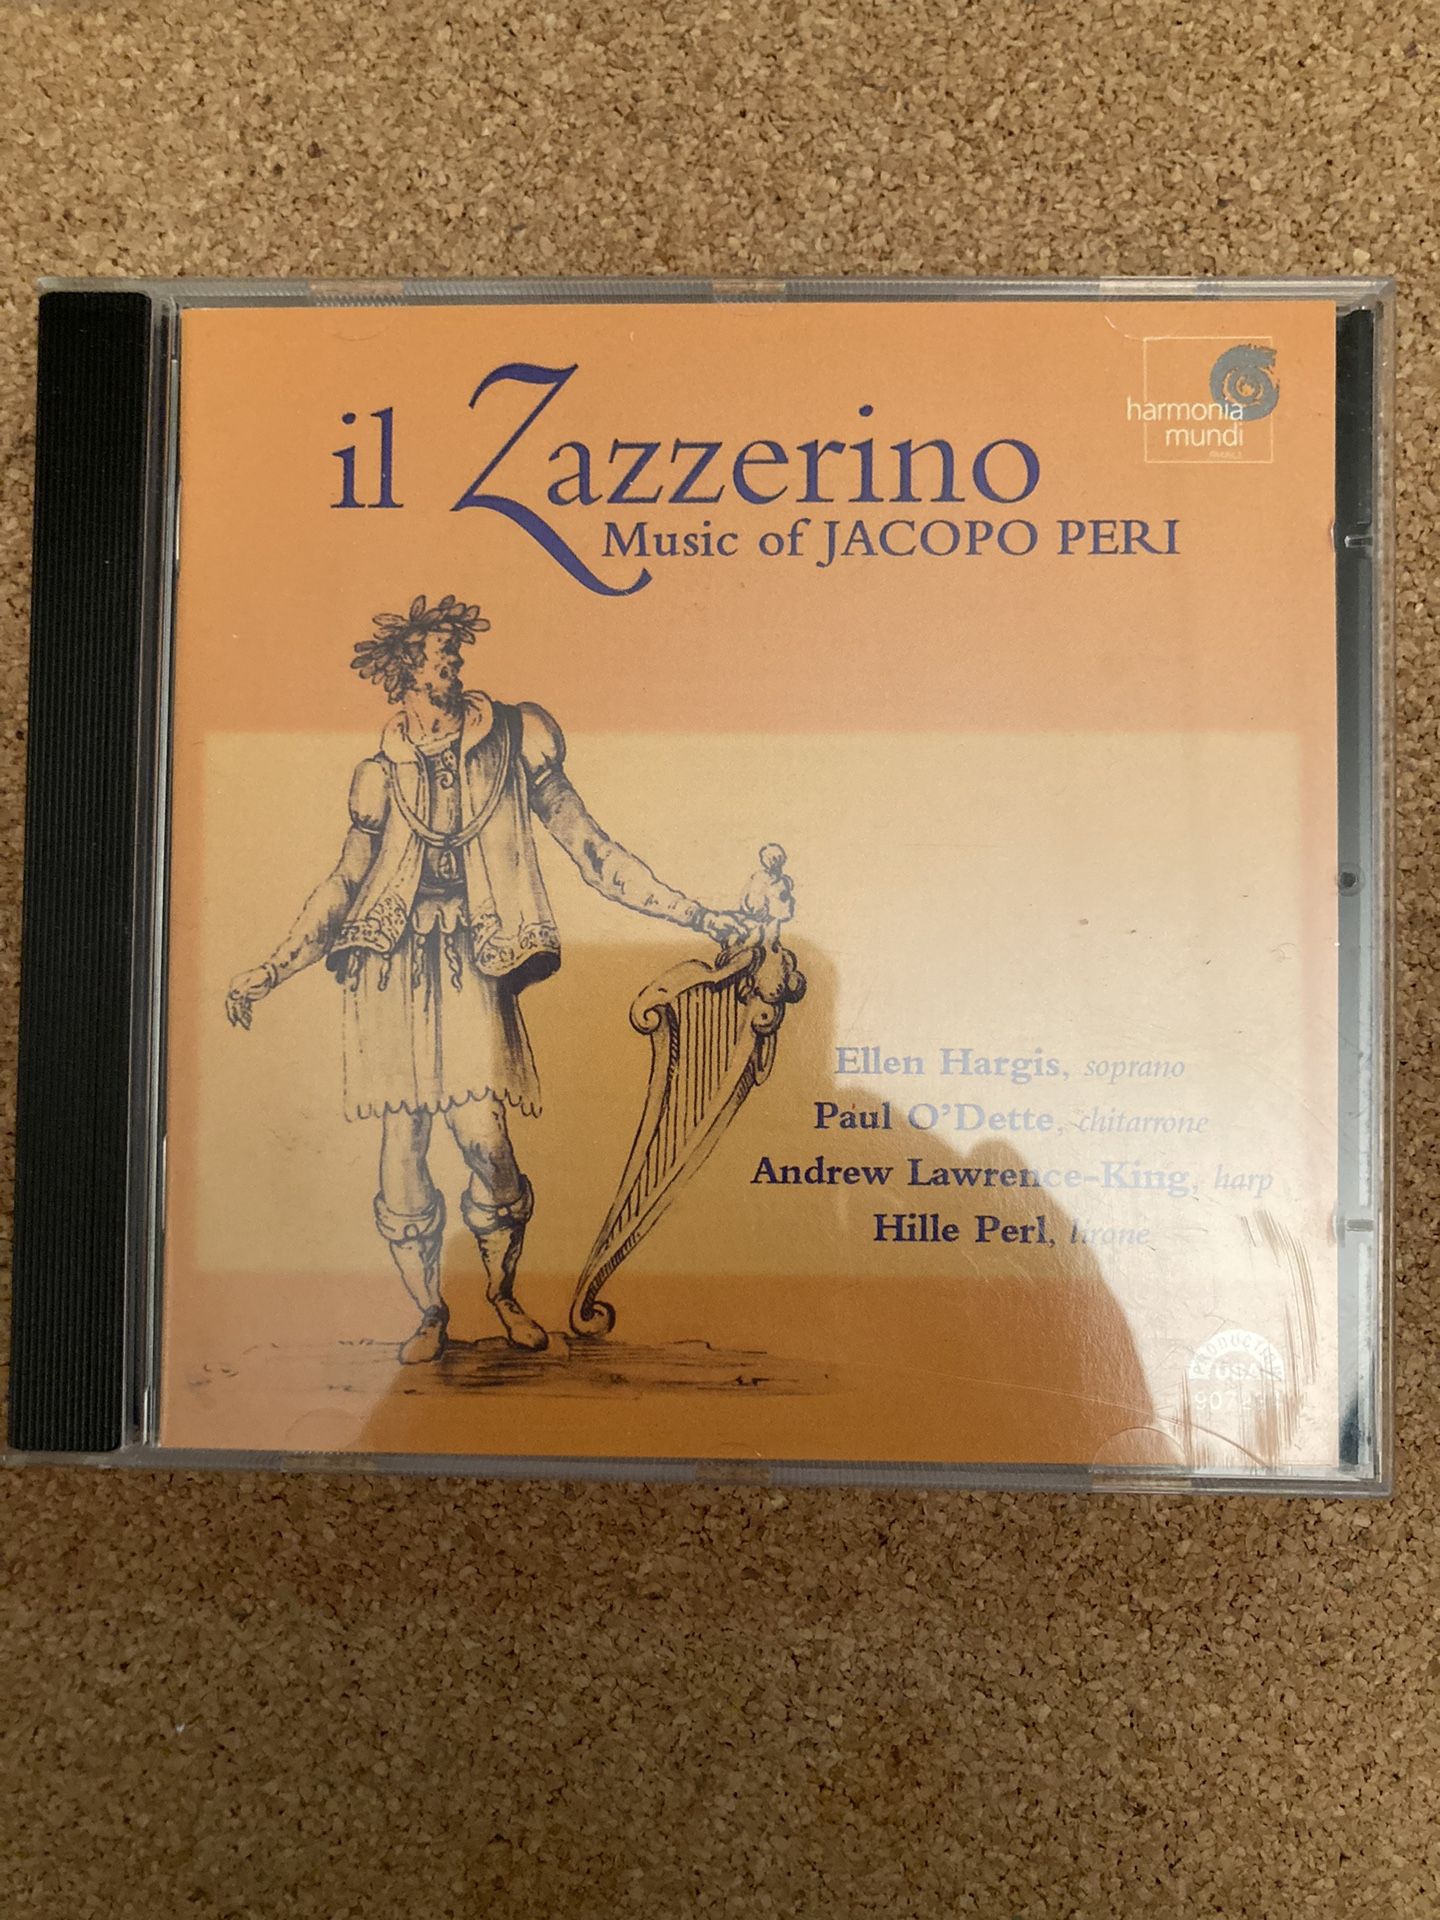 il Zazzerino
Music of JACOPO PERI
harmonia
mundi
Ellen Hargis, soprano
Paul O'Dette, chitarrone
Andrew Lawrence-King, harp
Hille Perl, lirone
PRODUCTION
USA